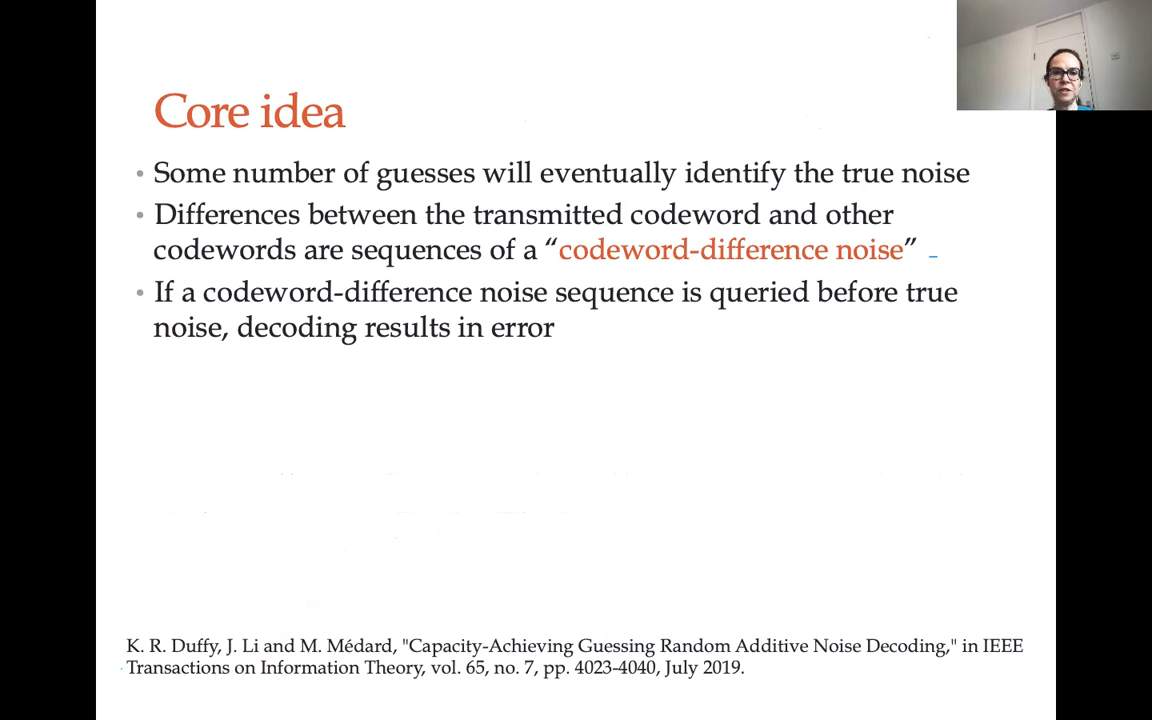 Core idea
• Some number of guesses will eventually identify the true noise
• Differences between the transmitted codeword and other
codewords are sequences of a “codeword-difference noise”
• If a codeword-difference noise sequence is queried before true
noise, decoding results in error
K. R. Duffy, J. Li and M. Médard, "Capacity-Achieving Guessing Random Additive Noise Decoding," in IEEE
Transactions on Information Theory, vol. 65, no. 7, pp. 4023-4040, July 2019.